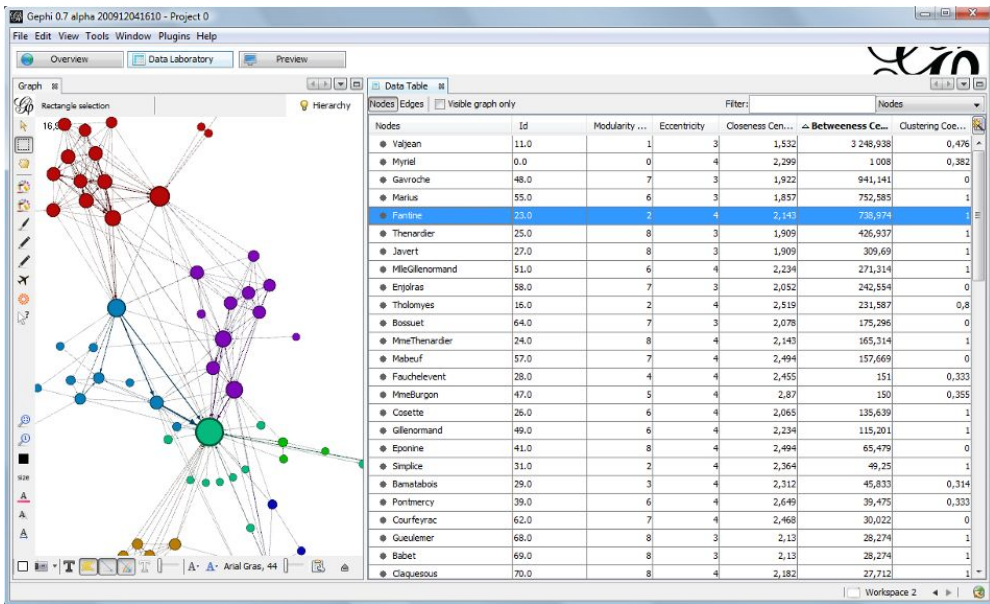 Gephi 0.7 alpha 200912041610 - Project 0
File Edit View Tools Window Plugins Help
Overview Data Laboratory Preview
Graph
Rectangle selection
Hierarchy
size
A
A
A
T T A- A- Arial Gras, 44
Data Table
Nodes Edges Visible graph only Filter: Nodes
Nodes Id Modularity ... Eccentricity Closeness Cen... Betweeness Ce... Clustering Coe...
Valjean 11.0 1 3 1,532 3 248,938 0,476
Myriel 0.0 0 4 2,299 1 008 0,382
Gavroche 48.0 7 3 1,922 941,141 0
Marius 55.0 6 3 1,857 752,585 1
Fantine 23.0 2 4 2,143 738,974 1
Thenardier 25.0 8 3 1,909 426,937 1
Javert 27.0 8 3 1,909 309,69 1
MlleGillenormand 51.0 6 4 2,234 271,314 1
Enjolras 58.0 7 3 2,052 242,554 0
Tholomyes 16.0 2 4 2,519 231,587 0,8
Bossuet 64.0 7 3 2,078 175,296 0
MmeThenardier 24.0 8 4 2,143 165,314 1
Mabeuf 57.0 7 4 2,494 157,669 0
Fauchelevent 28.0 4 4 2,455 151 0,333
MmeBurgon 47.0 5 4 2,87 150 0,355
Cosette 26.0 6 4 2,065 135,639 1
Gillenormand 49.0 6 4 2,234 115,201 1
Eponine 41.0 8 4 2,494 65,479 0
Simplice 31.0 2 4 2,364 49,25 1
Bamatabois 29.0 3 4 2,312 45,833 0,314
Pontmercy 39.0 6 4 2,649 39,475 0,333
Courfeyrac 62.0 7 4 2,468 30,022 0
Gueulemer 68.0 8 3 2,13 28,274 1
Babet 69.0 8 3 2,13 28,274 1
Claquesous 70.0 8 4 2,182 27,712 1
Workspace 2